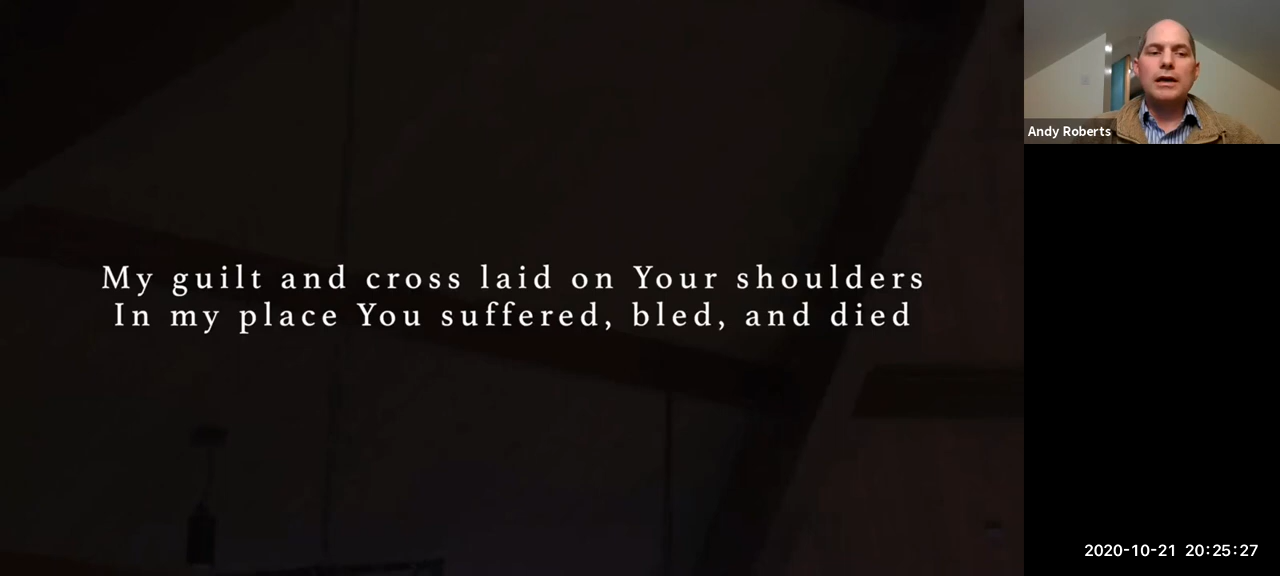 My guilt and cross laid on Your shoulders
In my place You suffered, bled, and died
Andy Roberts
2020-10-21 20:25:27